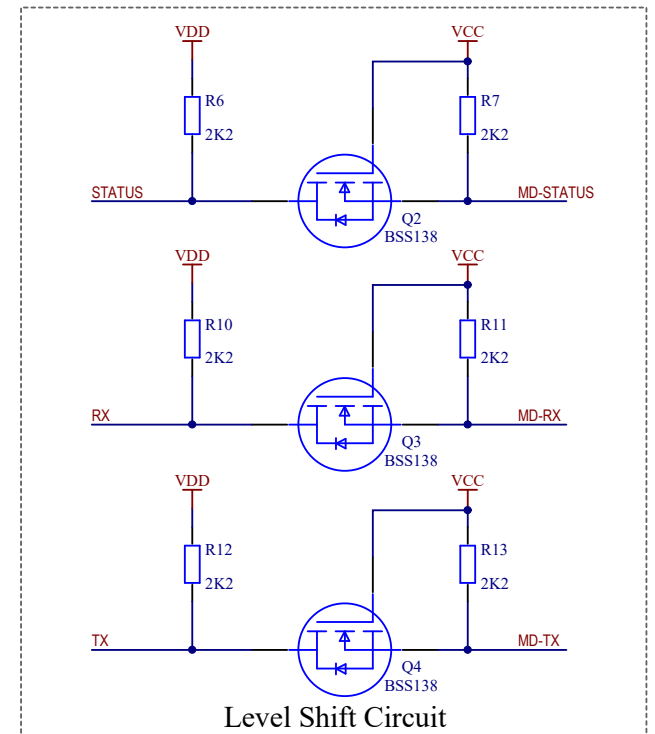 VDD VCC
R6 R7
2K2 2K2
STATUS MD-STATUS
Q2
BSS138
VDD VCC
R10 R11
2K2 2K2
RX MD-RX
Q3
BSS138
VDD VCC
R12 R13
2K2 2K2
TX MD-TX
Q4
BSS138
Level Shift Circuit